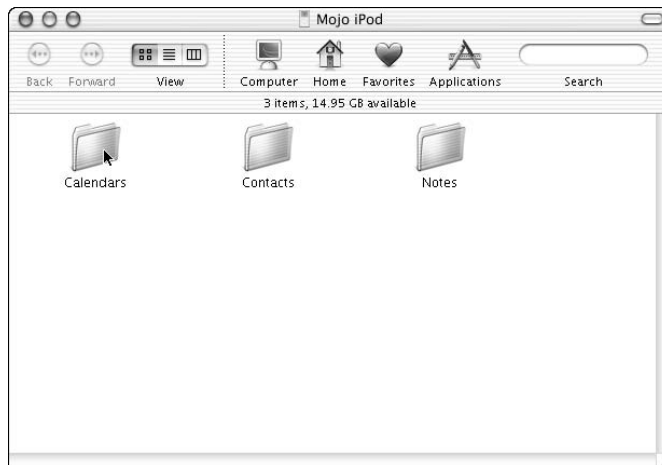 Mojo iPod
Back Forward View Computer Home Favorites Applications Search
3 items, 14.95 GB available
Calendars Contacts Notes